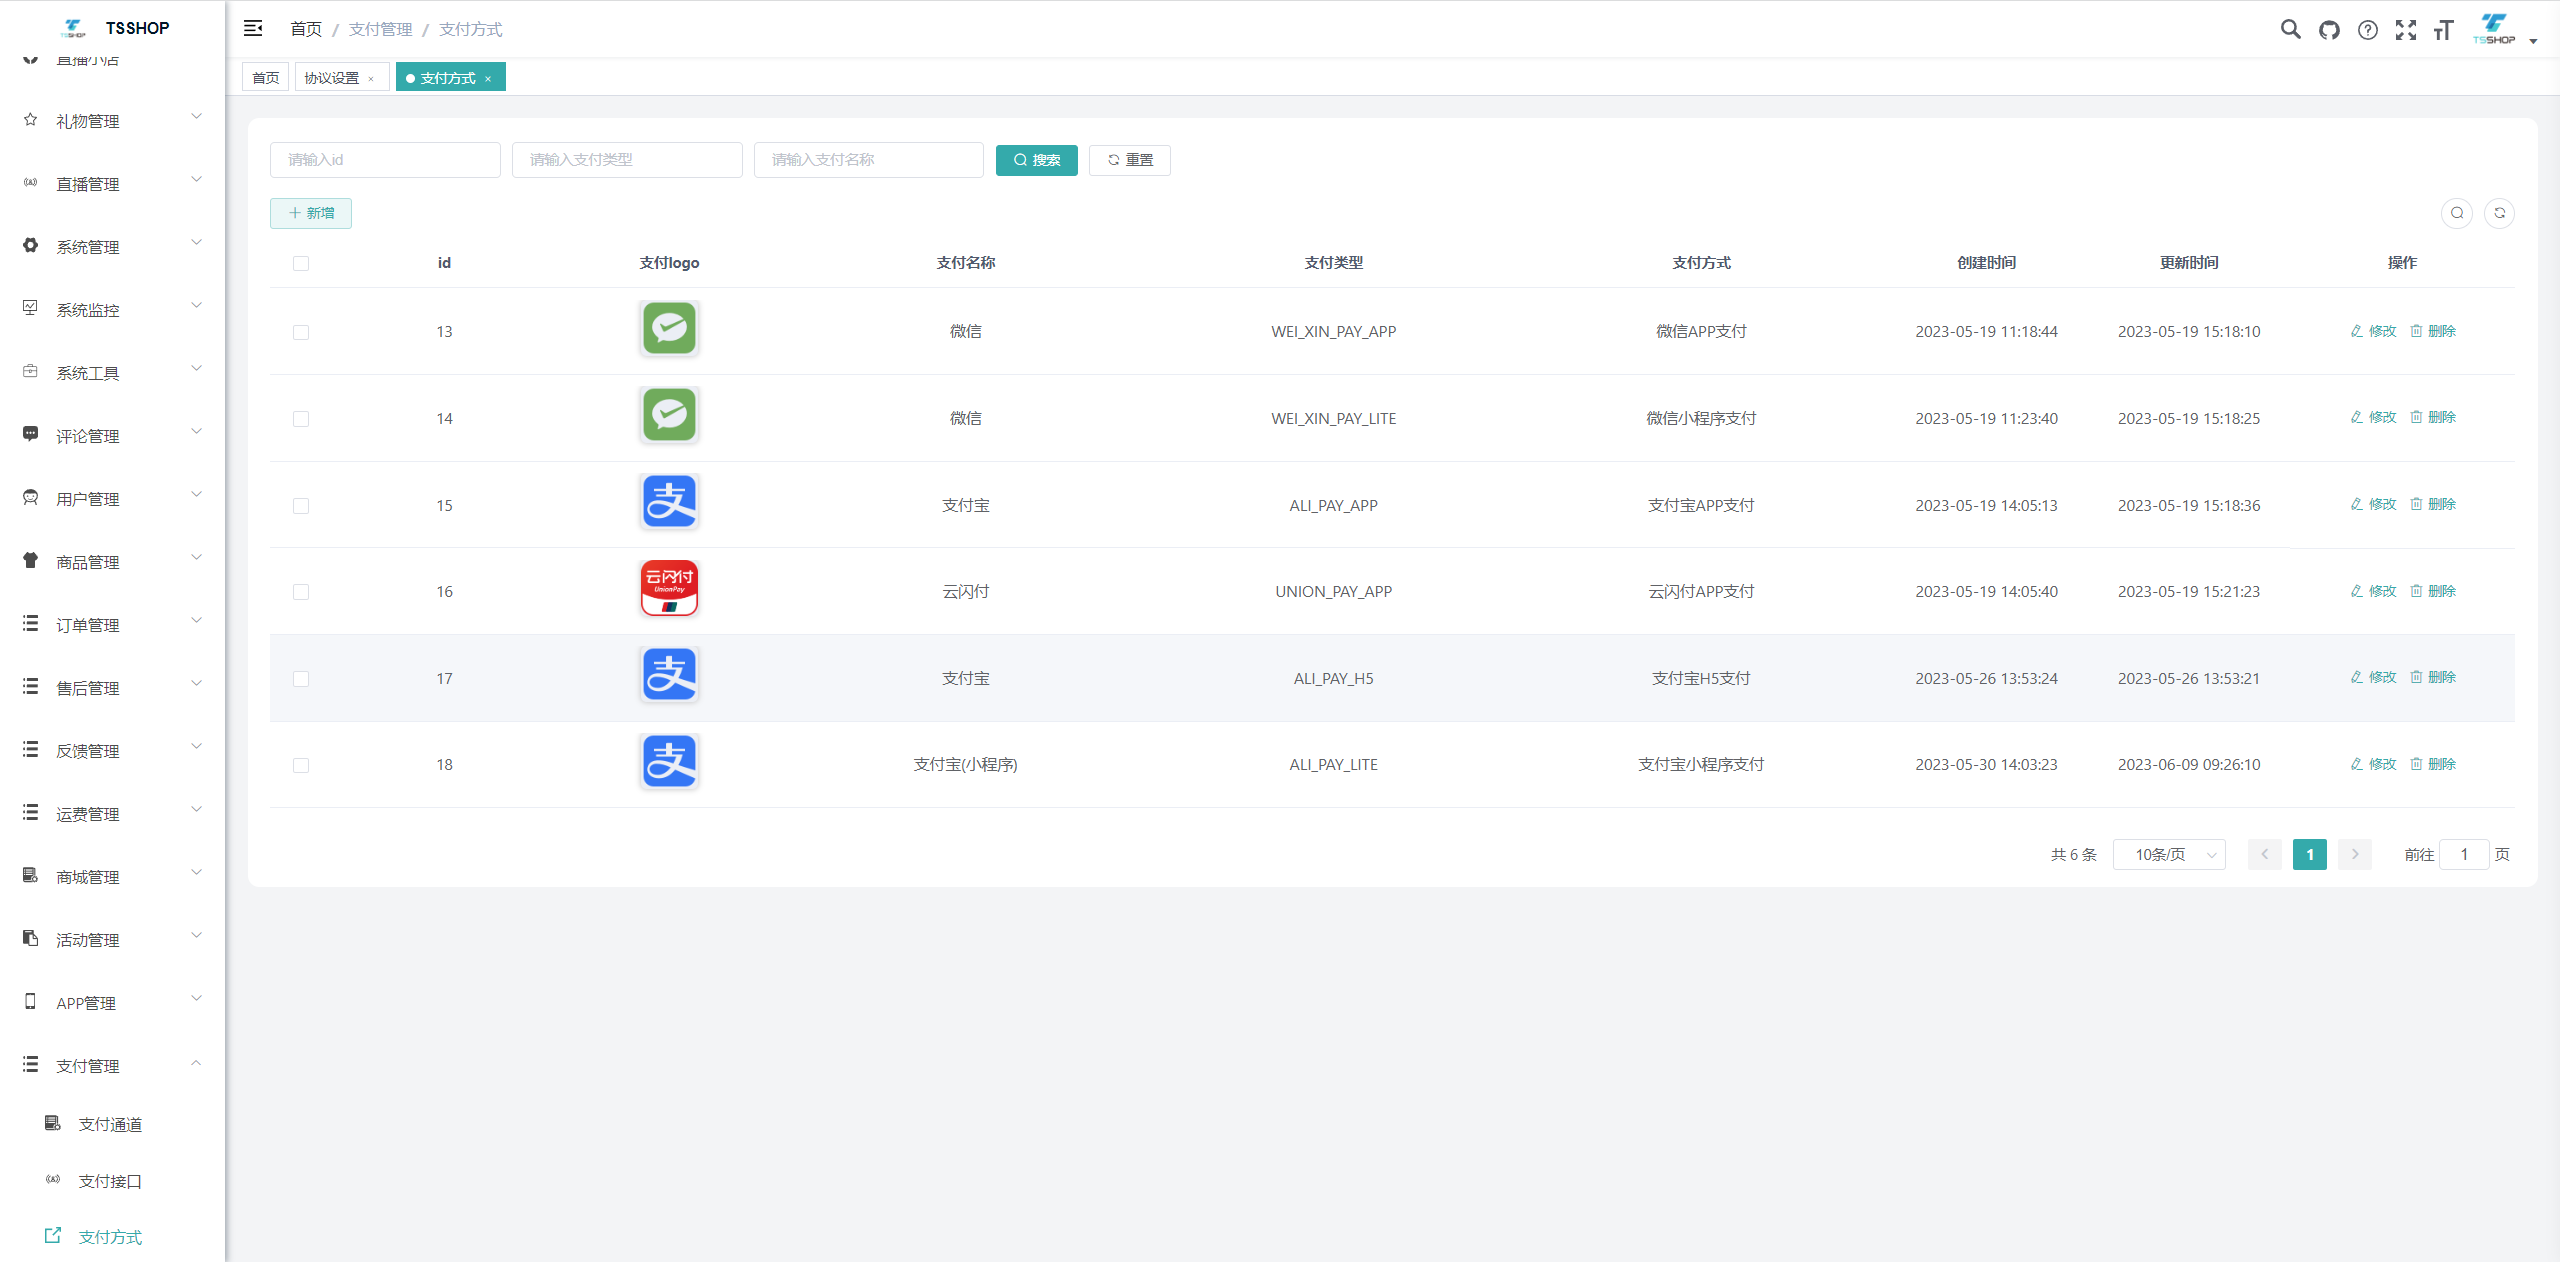 TSSHOP
直播小店
礼物管理
直播管理
系统管理
系统监控
系统工具
评论管理
用户管理
商品管理
订单管理
售后管理
反馈管理
运费管理
商城管理
活动管理
APP管理
支付管理
支付通道
支付接口
支付方式
首页 / 支付管理 / 支付方式
TSSHOP
首页 协议设置 × 支付方式 ×
请输入id 请输入支付类型 请输入支付名称 搜索 重置
+ 新增
id 支付logo 支付名称 支付类型 支付方式 创建时间 更新时间 操作
13 微信 WEI_XIN_PAY_APP 微信APP支付 2023-05-19 11:18:44 2023-05-19 15:18:10 修改 删除
14 微信 WEI_XIN_PAY_LITE 微信小程序支付 2023-05-19 11:23:40 2023-05-19 15:18:25 修改 删除
15 支 支付宝 ALI_PAY_APP 支付宝APP支付 2023-05-19 14:05:13 2023-05-19 15:18:36 修改 删除
16 云闪付 UnionPay 云闪付 UNION_PAY_APP 云闪付APP支付 2023-05-19 14:05:40 2023-05-19 15:21:23 修改 删除
17 支 支付宝 ALI_PAY_H5 支付宝H5支付 2023-05-26 13:53:24 2023-05-26 13:53:21 修改 删除
18 支 支付宝(小程序) ALI_PAY_LITE 支付宝小程序支付 2023-05-30 14:03:23 2023-06-09 09:26:10 修改 删除
共 6 条 10条/页 1 前往 1 页